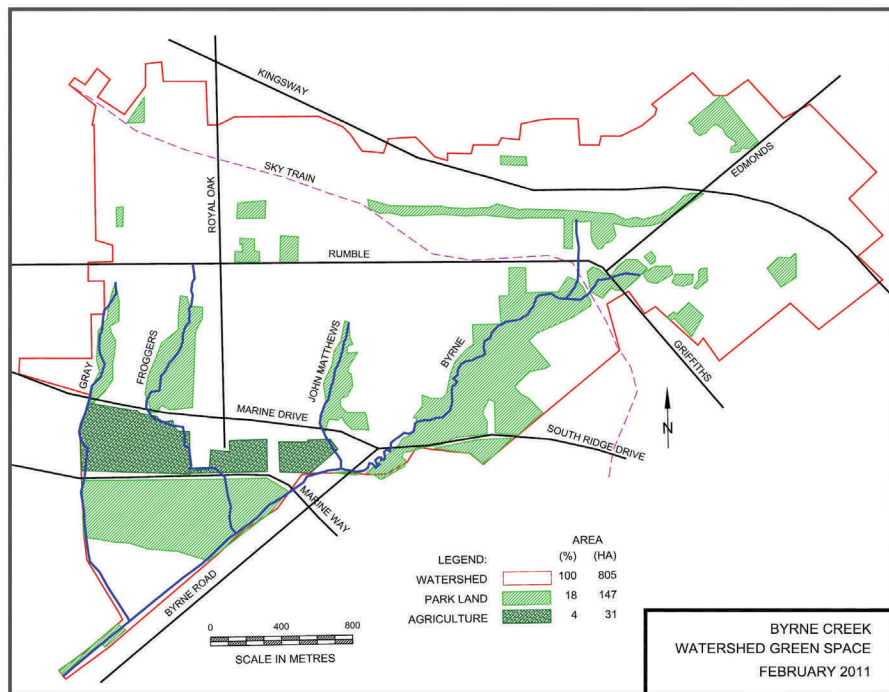 KINGSWAY
ROYAL OAK
SKY TRAIN
EDMONDS
RUMBLE
GRAY
FROGGERS
JOHN MATTHEWS
BYRNE
GRIFFITHS
MARINE DRIVE
SOUTH RIDGE DRIVE
N
MARINE WAY
BYRNE ROAD
AREA
LEGEND: (%) (HA)
WATERSHED 100 805
PARK LAND 18 147
AGRICULTURE 4 31
0 400 800
SCALE IN METRES
BYRNE CREEK
WATERSHED GREEN SPACE
FEBRUARY 2011